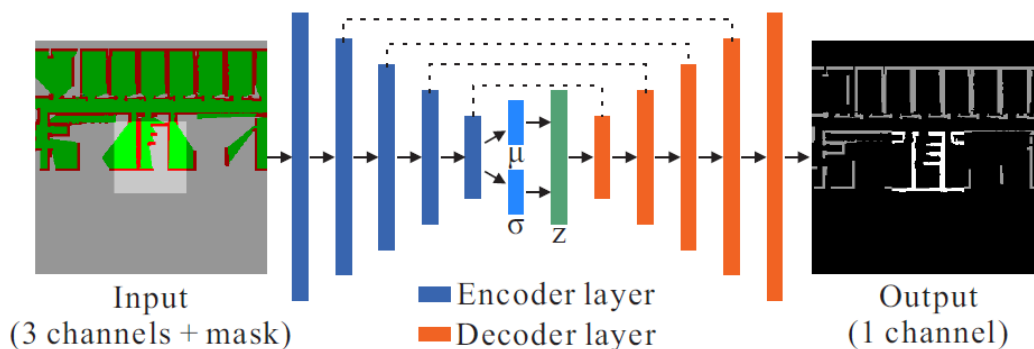 μ
σ
z
Input
(3 channels + mask)
Encoder layer
Decoder layer
Output
(1 channel)